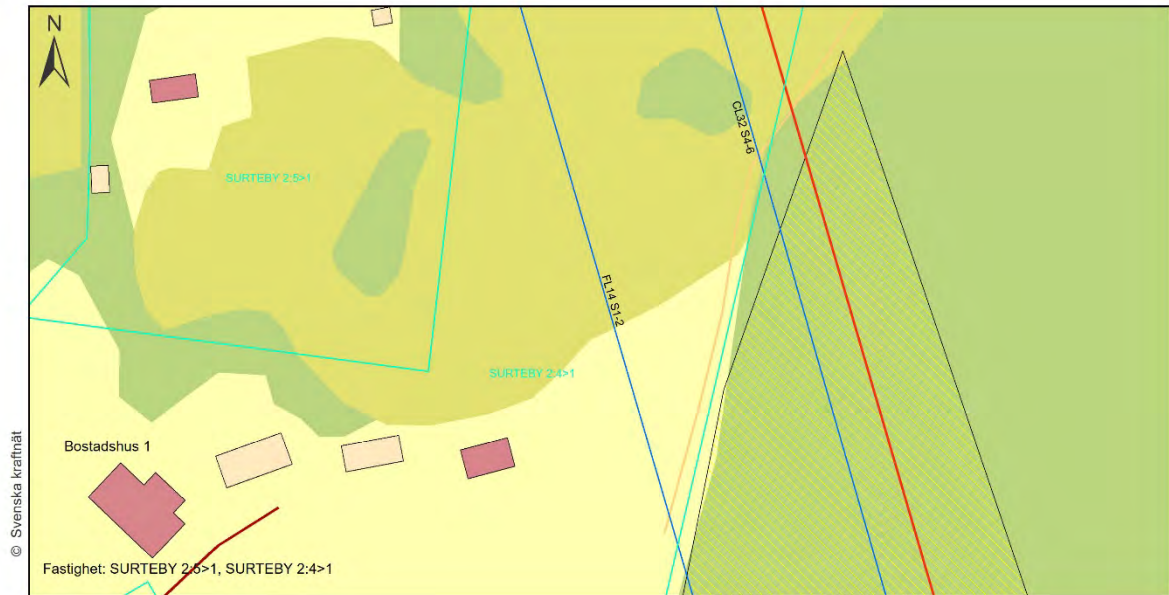 N
CL32 S4-6
SURTEBY 2:5>1
FL14 S1-2
SURTEBY 2:4>1
Bostadshus 1
Fastighet: SURTEBY 2:5>1, SURTEBY 2:4>1
© Svenska kraftnät